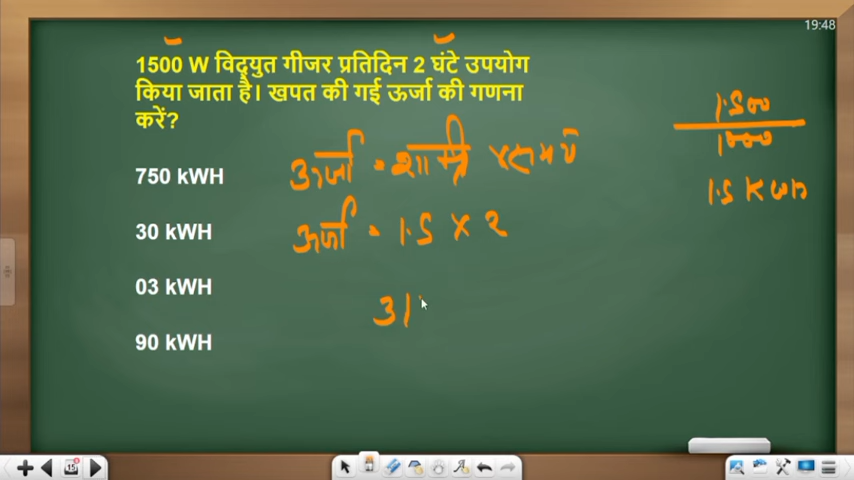 19:48
1500 W विद्युत गीजर प्रतिदिन 2 घंटे उपयोग
किया जाता है। खपत की गई ऊर्जा की गणना
करें?
750 kWH
30 kWH
03 kWH
90 kWH
ऊर्जा = शक्ति × समय
ऊर्जा = 1.5 × 2
3
1500
1000
1.5 kWh